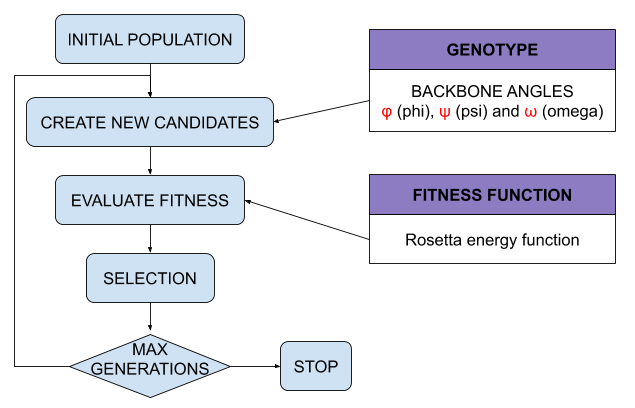 INITIAL POPULATION
CREATE NEW CANDIDATES
EVALUATE FITNESS
SELECTION
MAX
GENERATIONS
STOP
GENOTYPE
BACKBONE ANGLES
φ (phi), ψ (psi) and ω (omega)
FITNESS FUNCTION
Rosetta energy function